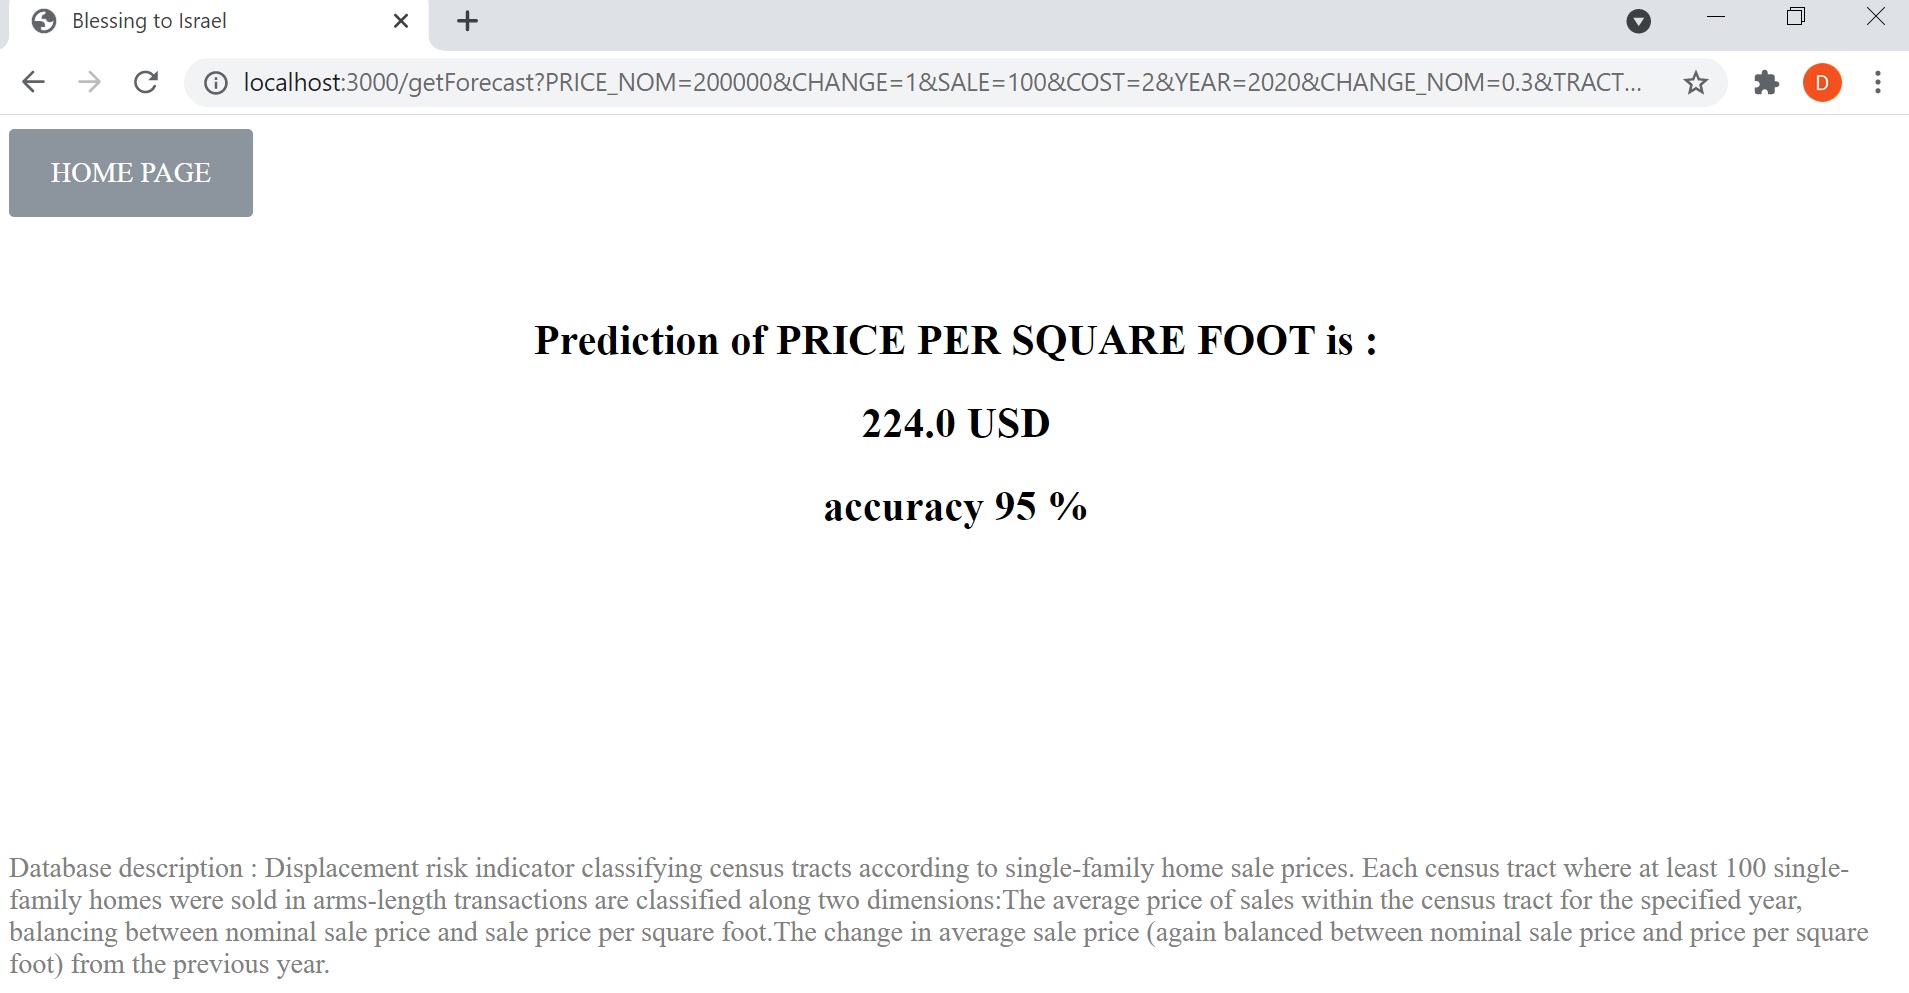 Blessing to Israel
localhost:3000/getForecast?PRICE_NOM=200000&CHANGE=1&SALE=100&COST=2&YEAR=2020&CHANGE_NOM=0.3&TRACT...
D
HOME PAGE
Prediction of PRICE PER SQUARE FOOT is :
224.0 USD
accuracy 95 %
Database description : Displacement risk indicator classifying census tracts according to single-family home sale prices. Each census tract where at least 100 single-
family homes were sold in arms-length transactions are classified along two dimensions:The average price of sales within the census tract for the specified year,
balancing between nominal sale price and sale price per square foot.The change in average sale price (again balanced between nominal sale price and price per square
foot) from the previous year.